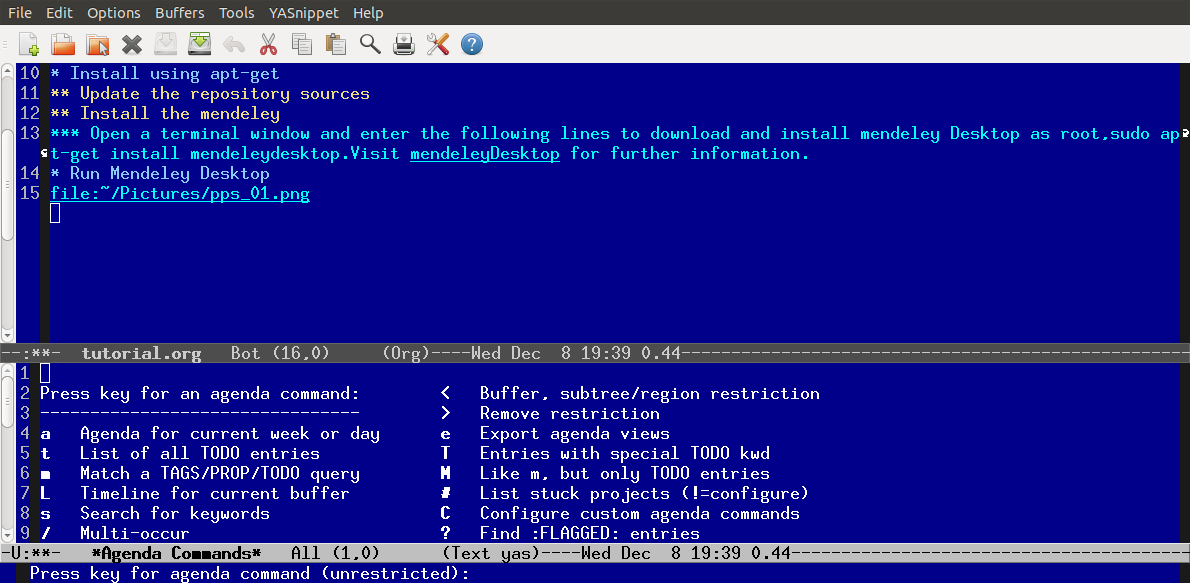 File Edit Options Buffers Tools YASnippet Help
10 * Install using apt-get
11 ** Update the repository sources
12 ** Install the mendeley
13 *** Open a terminal window and enter the following lines to download and install mendeley Desktop as root,sudo ap
t-get install mendeleydesktop.Visit mendeleyDesktop for further information.
14 * Run Mendeley Desktop
15 file:~/Pictures/pps_01.png
--:**-  tutorial.org   Bot (16,0)     (Org)----Wed Dec  8 19:39 0.44---------------------------------------------------
1
2 Press key for an agenda command:        <   Buffer, subtree/region restriction
3 --------------------------------        >   Remove restriction
4 a   Agenda for current week or day      e   Export agenda views
5 t   List of all TODO entries            T   Entries with special TODO kwd
6 m   Match a TAGS/PROP/TODO query        M   Like m, but only TODO entries
7 L   Timeline for current buffer         #   List stuck projects (!=configure)
8 s   Search for keywords                 C   Configure custom agenda commands
9 /   Multi-occur                         ?   Find :FLAGGED: entries
-U:**-   *Agenda Commands*   All (1,0)      (Text yas)----Wed Dec  8 19:39 0.44----------------------------------------
Press key for agenda command (unrestricted):